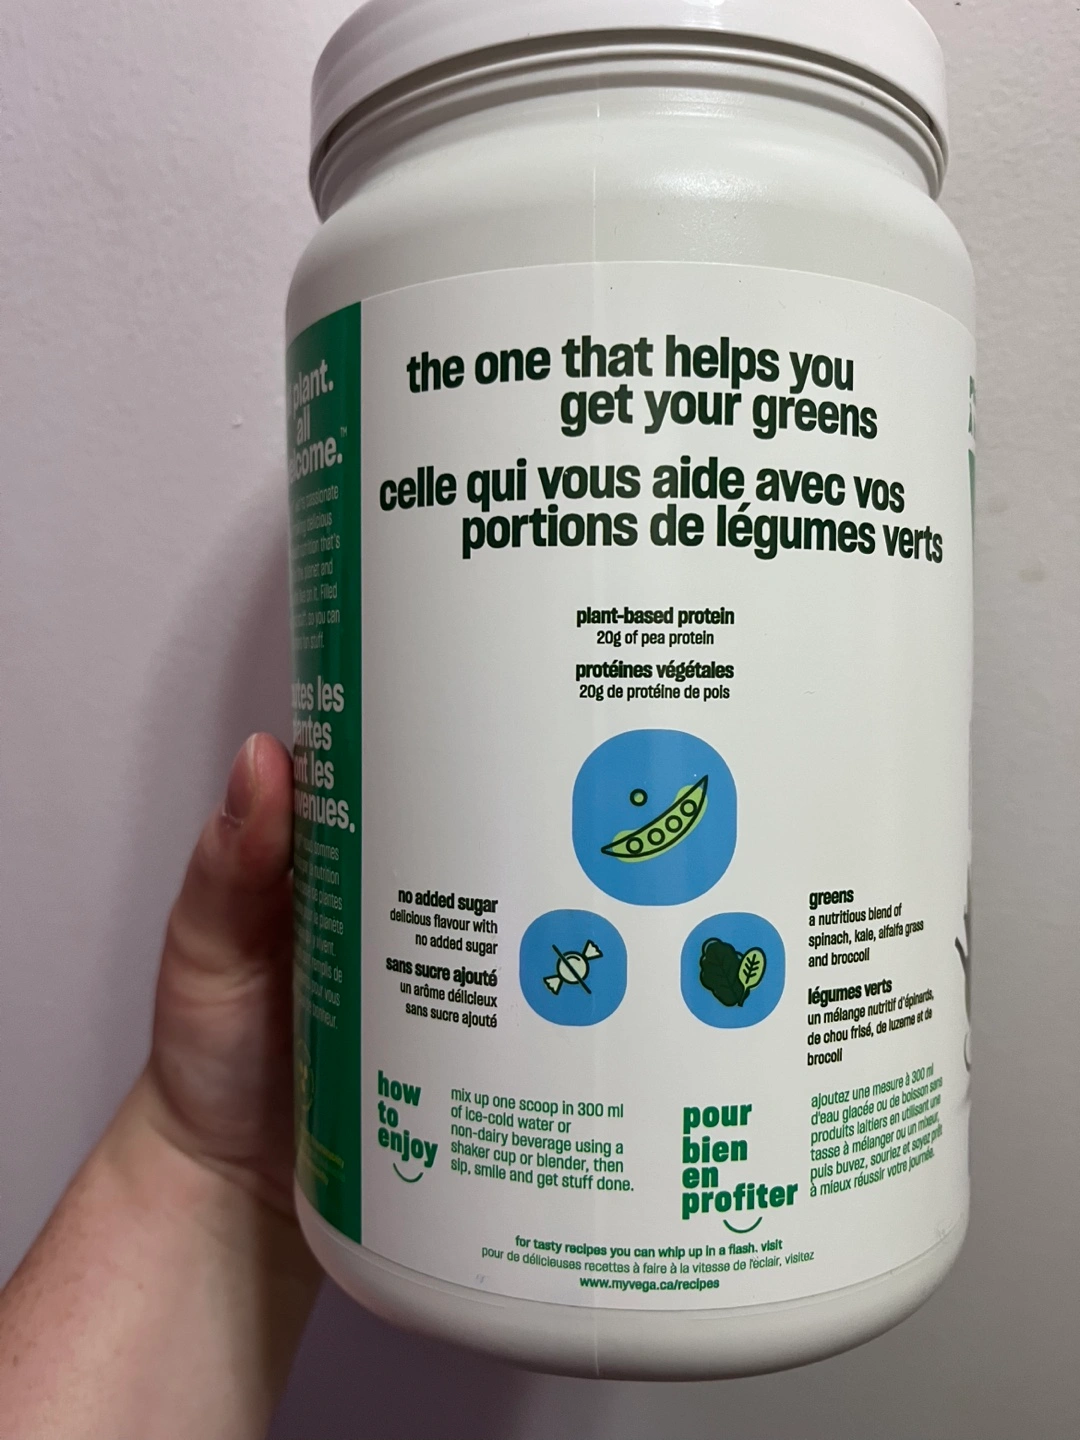 plant.
all
™
the one that helps you
get your greens
celle qui vous aide avec vos
portions de légumes verts
plant-based protein
20g of pea protein
protéines végétales
20g de protéine de pois
les
les
no added sugar
delicious flavour with
no added sugar
sans sucre ajouté
un arôme délicieux
sans sucre ajouté
greens
a nutritious blend of
spinach, kale, alfalfa grass
and broccoli
légumes verts
un mélange nutritif d'épinards,
de chou frisé, de luzerne et de
brocoli
how
to
enjoy
mix up one scoop in 300 ml
of ice-cold water or
non-dairy beverage using a
shaker cup or blender, then
sip, smile and get stuff done.
pour
bien
en
profiter
ajoutez une mesure à 300 ml
d'eau glacée ou de boisson sans
produits laitiers en utilisant une
tasse à mélanger ou un mixeur,
puis buvez, souriez et soyez prêt
à mieux réussir votre journée.
for tasty recipes you can whip up in a flash. visit
pour de délicieuses recettes à faire à la vitesse de l'éclair, visitez
www.myvega.ca/recipes